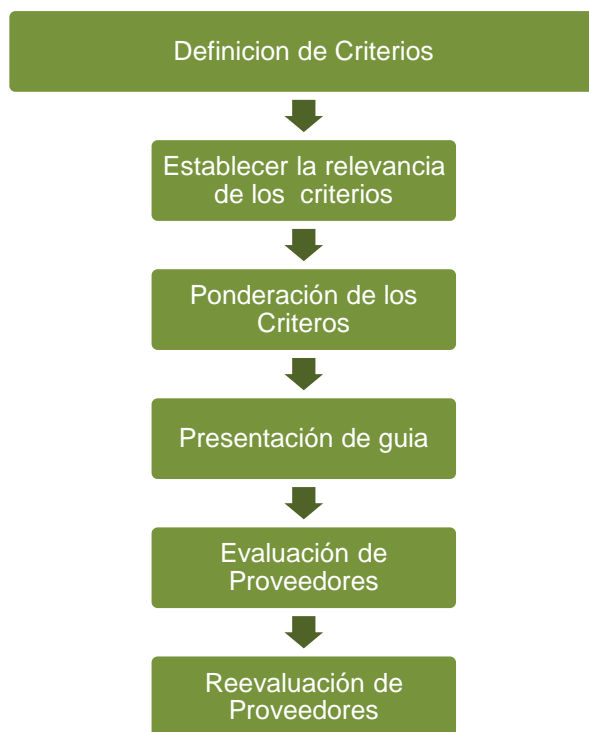 Definicion de Criterios
Establecer la relevancia
de los criterios
Ponderación de los
Criteros
Presentación de guia
Evaluación de
Proveedores
Reevaluación de
Proveedores